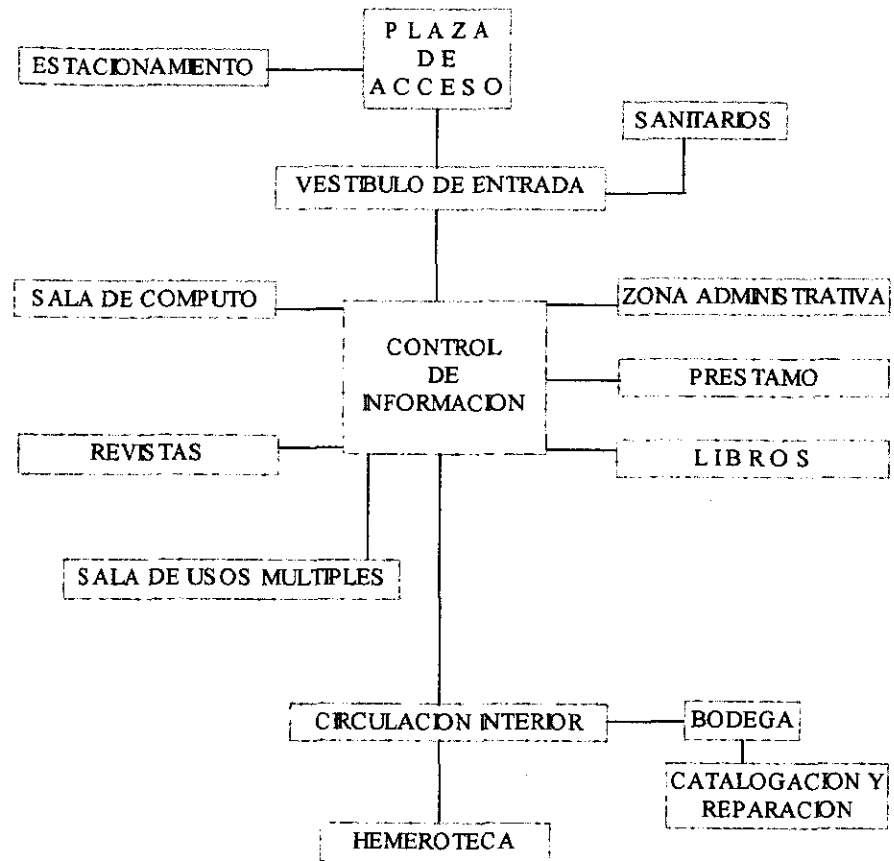 PLAZA
DE
ACCESO
ESTACIONAMIENTO
SANITARIOS
VESTIBULO DE ENTRADA
SALA DE COMPUTO
ZONA ADMINISTRATIVA
CONTROL
DE
INFORMACION
PRESTAMO
REVISTAS
LIBROS
SALA DE USOS MULTIPLES
CIRCULACION INTERIOR
BODEGA
CATALOGACION Y
REPARACION
HEMEROTECA